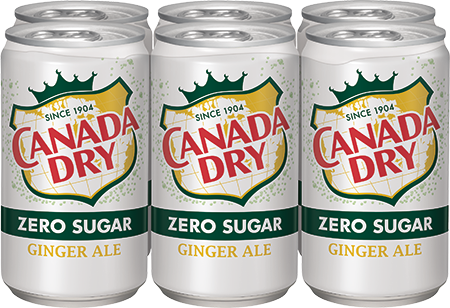 SINCE 1904
CANADA
DRY
ZERO SUGAR
GINGER ALE
SINCE 1904
CANADA
DRY
ZERO SUGAR
GINGER ALE
SINCE 1904
CANADA
DRY
ZERO SUGAR
GINGER ALE